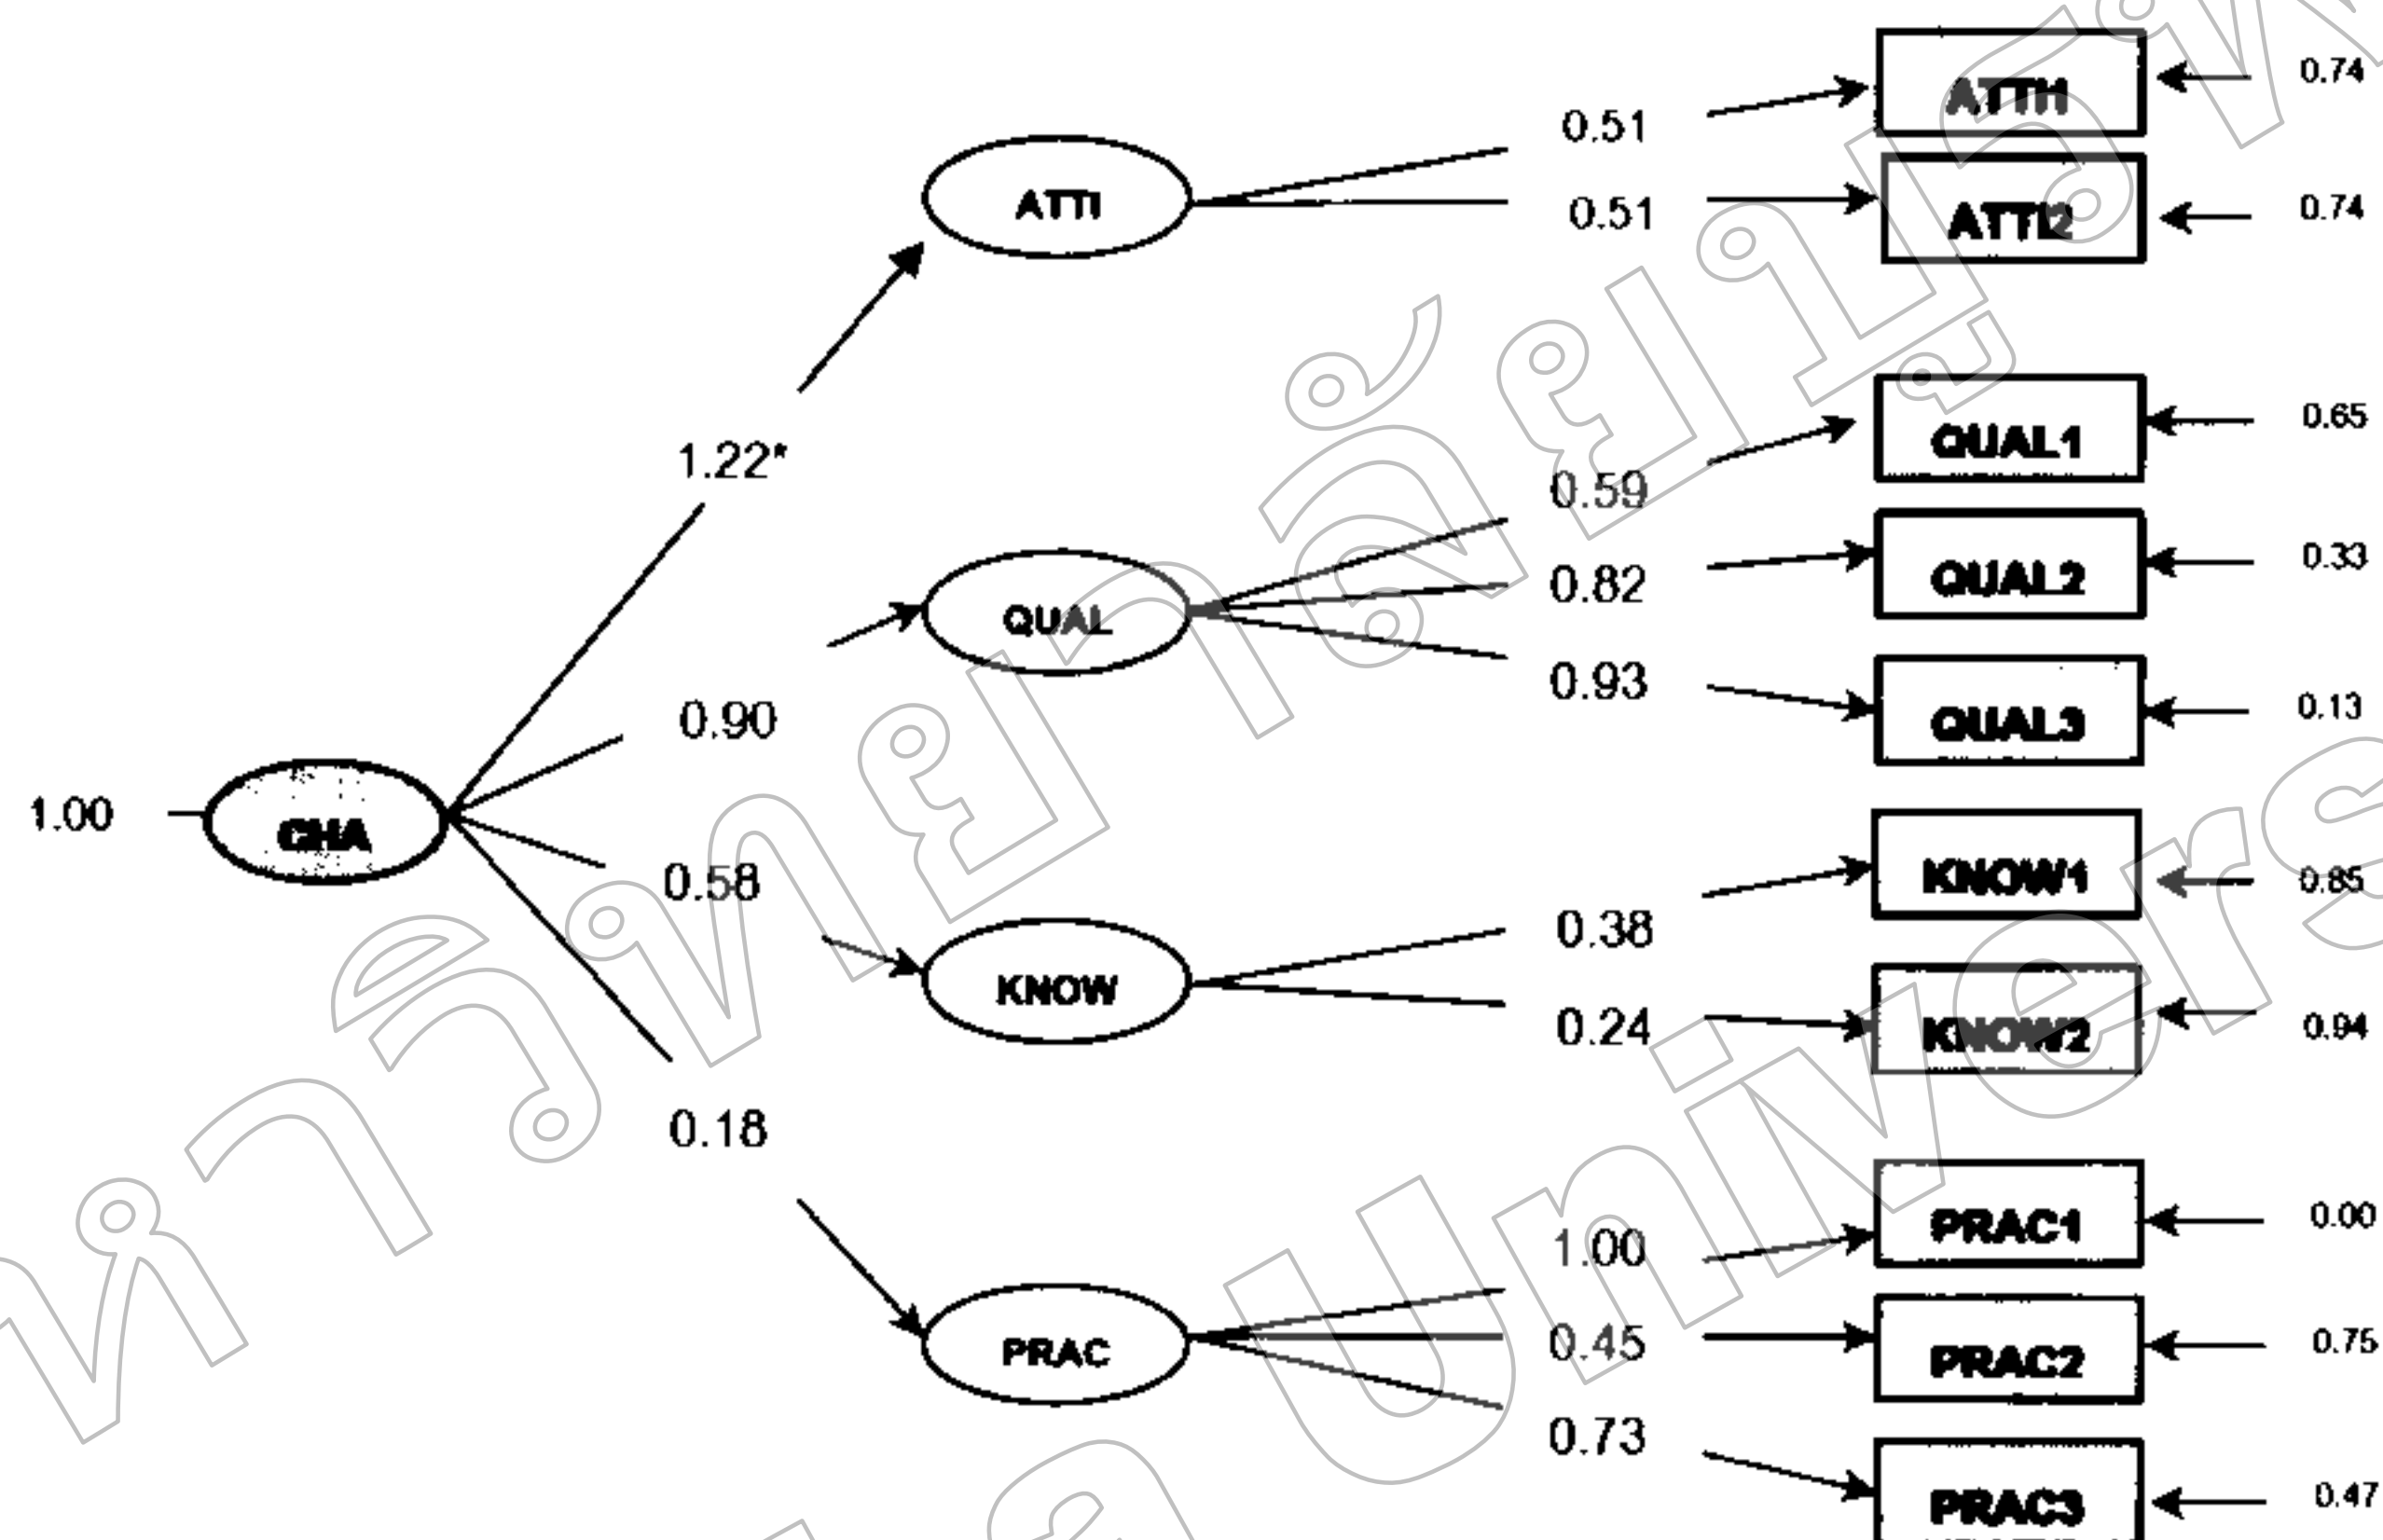 ATTI1 0.74
0.51
ATTI
0.51
ATTI2 0.74
1.22*
QUAL1 0.65
0.59
QUAL
0.82
QUAL2 0.33
0.93
QUAL3 0.13
0.90
1.00
GHA
0.58
KNOW1 0.85
0.38
KNOW
0.24
KNOW2 0.94
0.18
PRAC1 0.00
1.00
PRAC
0.45
PRAC2 0.75
0.73
PRAC3 0.47